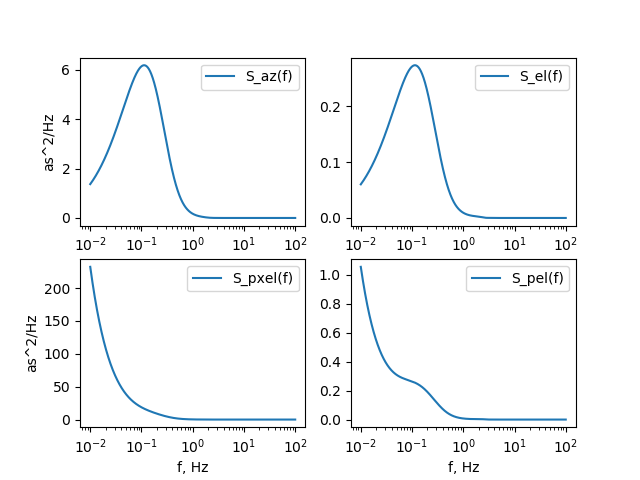 6
4
2
0
as^2/Hz
S_az(f)
10^-2 10^-1 10^0 10^1 10^2
0.2
0.1
0.0
S_el(f)
10^-2 10^-1 10^0 10^1 10^2
200
150
100
50
0
as^2/Hz
S_pxel(f)
10^-2 10^-1 10^0 10^1 10^2
f, Hz
1.0
0.8
0.6
0.4
0.2
0.0
S_pel(f)
10^-2 10^-1 10^0 10^1 10^2
f, Hz